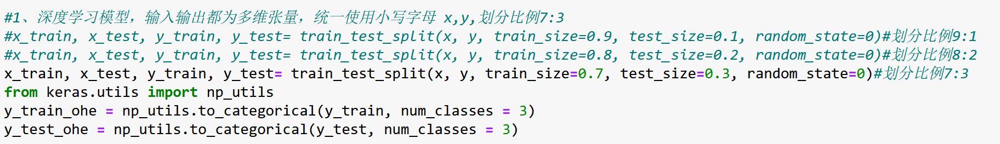 #1、深度学习模型，输入输出都为多维张量，统一使用小写字母 x,y,划分比例7:3
#x_train, x_test, y_train, y_test= train_test_split(x, y, train_size=0.9, test_size=0.1, random_state=0)#划分比例9:1
#x_train, x_test, y_train, y_test= train_test_split(x, y, train_size=0.8, test_size=0.2, random_state=0)#划分比例8:2
x_train, x_test, y_train, y_test= train_test_split(x, y, train_size=0.7, test_size=0.3, random_state=0)#划分比例7:3
from keras.utils import np_utils
y_train_ohe = np_utils.to_categorical(y_train, num_classes = 3)
y_test_ohe = np_utils.to_categorical(y_test, num_classes = 3)